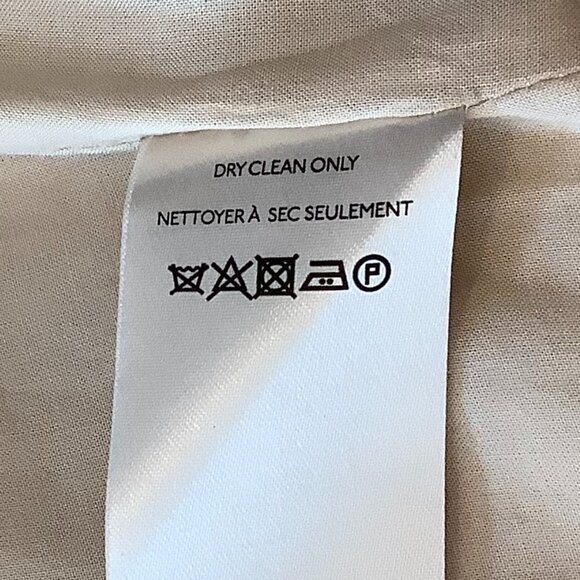 DRY CLEAN ONLY
NETTOYER À SEC SEULEMENT
P